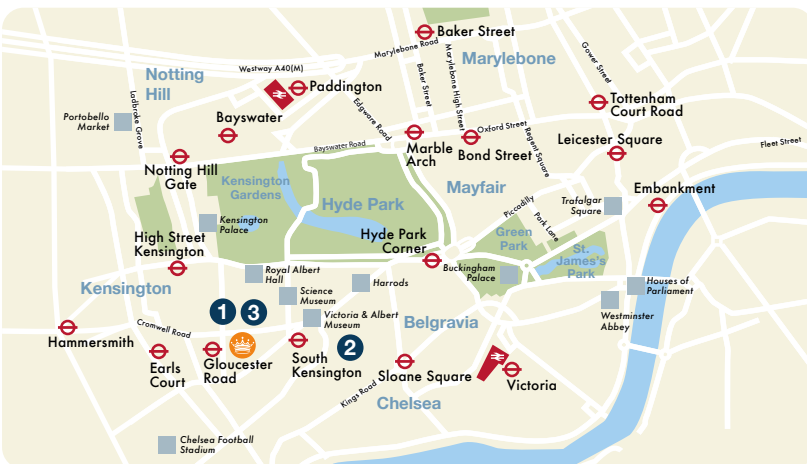 Baker Street
Marylebone Road
Marylebone
Gower Street
Notting
Hill
Westway A40(M)
Paddington
Baker Street
Marylebone High Street
Tottenham
Court Road
Portobello
Market
Ladbroke Grove
Bayswater
Edgware Road
Oxford Street
Regent Square
Leicester Square
Fleet Street
Bayswater Road
Marble
Arch
Bond Street
Notting Hill
Gate
Kensington
Gardens
Hyde Park
Mayfair
Embankment
Trafalgar
Square
Piccadilly
Park Lane
Kensington
Palace
High Street
Kensington
Hyde Park
Corner
Green
Park
St.
James's
Park
Buckingham
Palace
Royal Albert
Hall
Science
Museum
Harrods
Houses of
Parliament
Kensington
1
3
Victoria & Albert
Museum
Belgravia
Westminster
Abbey
Hammersmith
Cromwell Road
Earls
Court
Gloucester
Road
South
Kensington
2
Sloane Square
Victoria
Kings Road
Chelsea
Chelsea Football
Stadium